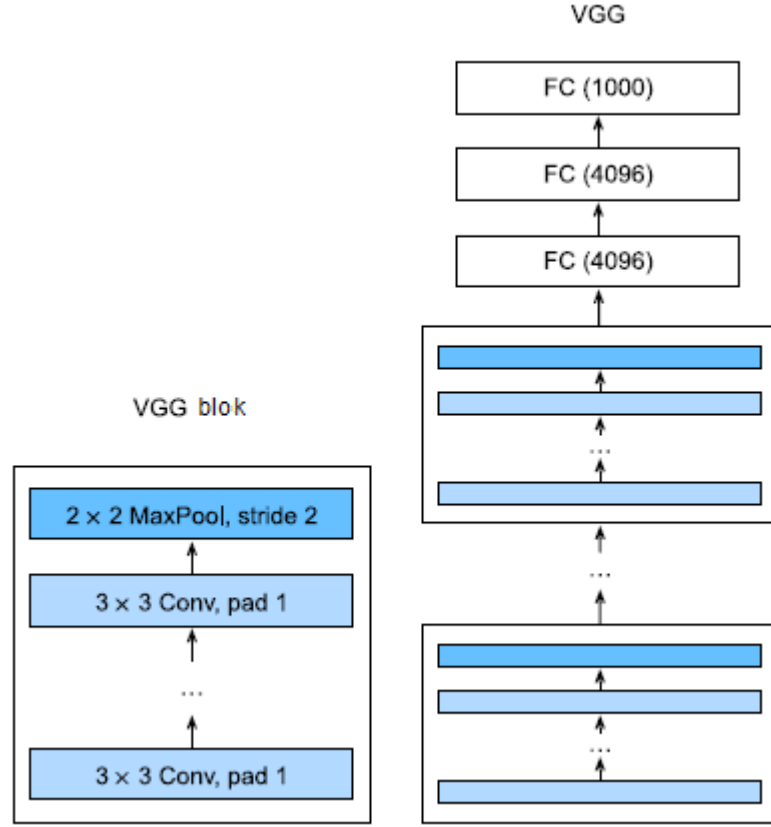 VGG
FC (1000)
FC (4096)
FC (4096)
...
...
...
VGG blok
2 × 2 MaxPool, stride 2
3 × 3 Conv, pad 1
...
3 × 3 Conv, pad 1